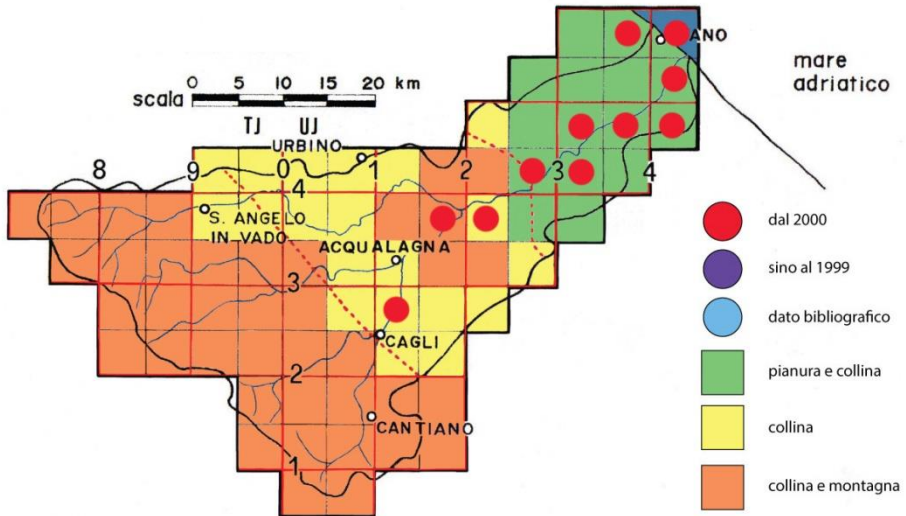 ANO
mare
adriatico
0 5 10 15 20 km
scala
TJ UJ
URBINO
8 9 0 1 2 3 4
4
S. ANGELO
IN VADO
ACQUALAGNA
3
CAGLI
2
CANTIANO
1
dal 2000
sino al 1999
dato bibliografico
pianura e collina
collina
collina e montagna